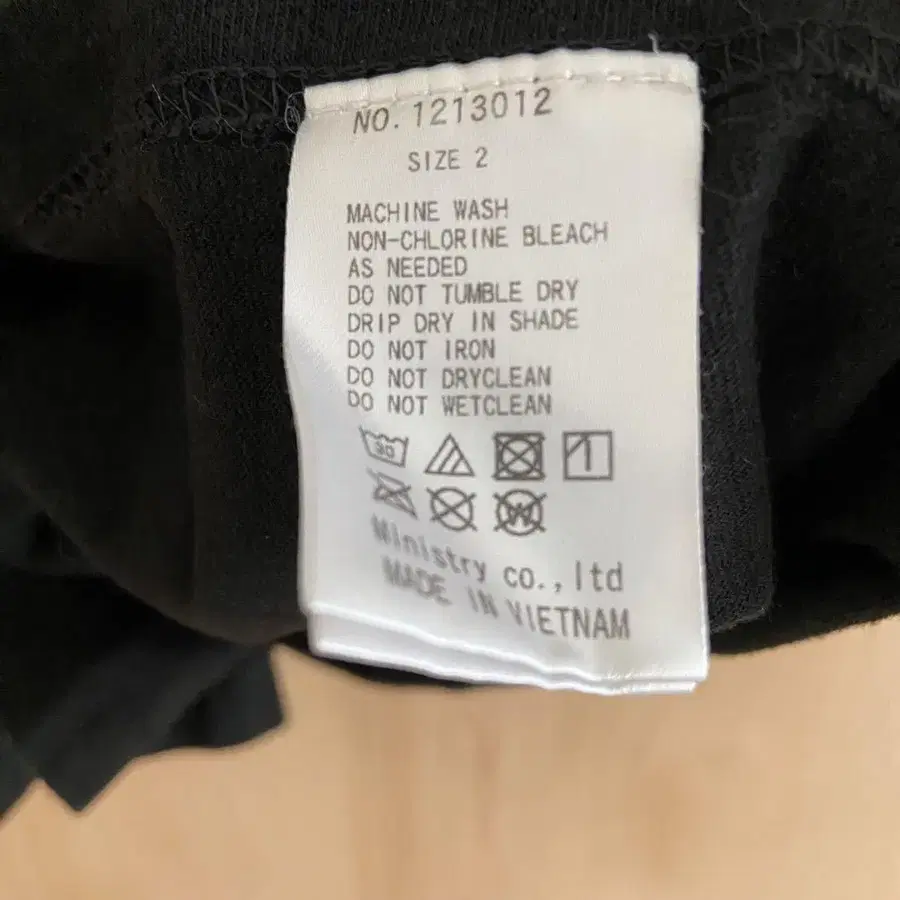 NO. 1213012
SIZE 2
MACHINE WASH
NON-CHLORINE BLEACH
AS NEEDED
DO NOT TUMBLE DRY
DRIP DRY IN SHADE
DO NOT IRON
DO NOT DRYCLEAN
DO NOT WETCLEAN
30
W
Ministry co.,ltd
MADE IN VIETNAM